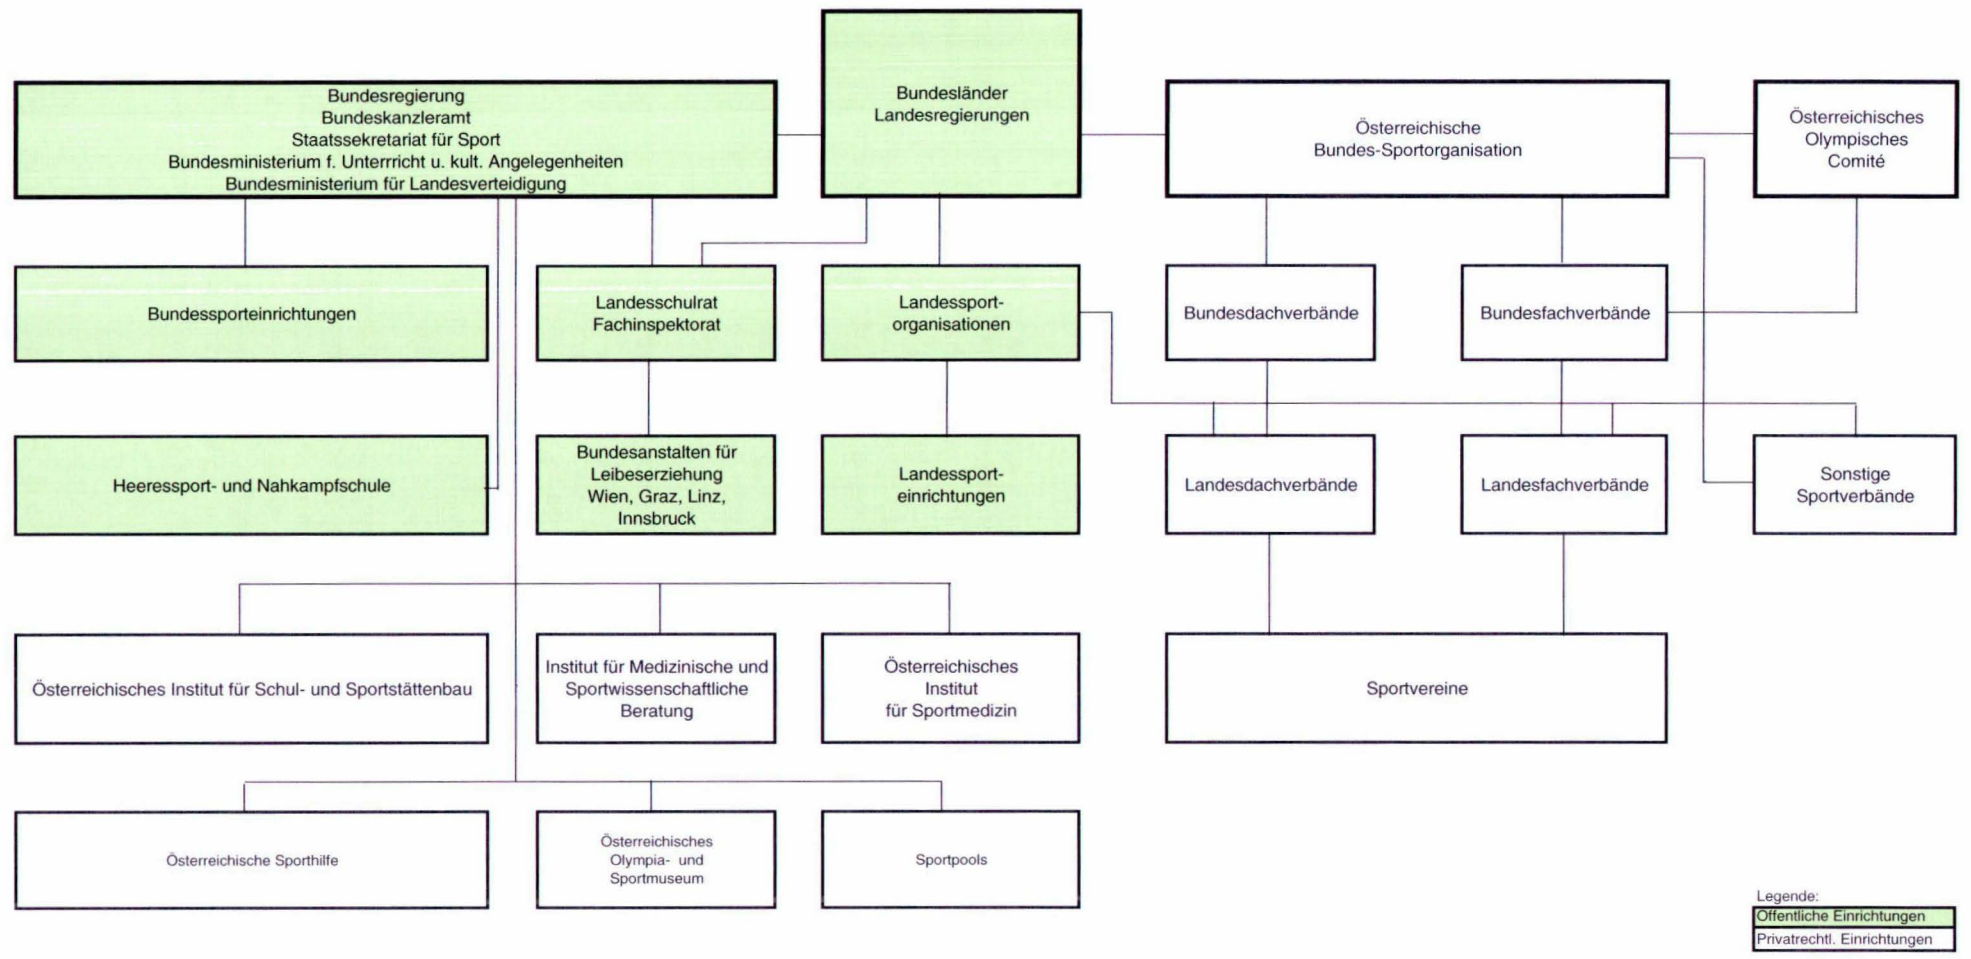 Bundesregierung
Bundeskanzleramt
Staatssekretariat für Sport
Bundesministerium f. Unterrricht u. kult. Angelegenheiten
Bundesministerium für Landesverteidigung
Bundesländer
Landesregierungen
Österreichische
Bundes-Sportorganisation
Österreichisches
Olympisches
Comité
Bundessporteinrichtungen
Landesschulrat
Fachinspektorat
Landessport-
organisationen
Bundesdachverbände
Bundesfachverbände
Heeressport- und Nahkampfschule
Bundesanstalten für
Leibeserziehung
Wien, Graz, Linz,
Innsbruck
Landessport-
einrichtungen
Landesdachverbände
Landesfachverbände
Sonstige
Sportverbände
Österreichisches Institut für Schul- und Sportstättenbau
Institut für Medizinische und
Sportwissenschaftliche
Beratung
Österreichisches
Institut
für Sportmedizin
Sportvereine
Österreichische Sporthilfe
Österreichisches
Olympia- und
Sportmuseum
Sportpools
Legende:
Öffentliche Einrichtungen
Privatrechtl. Einrichtungen